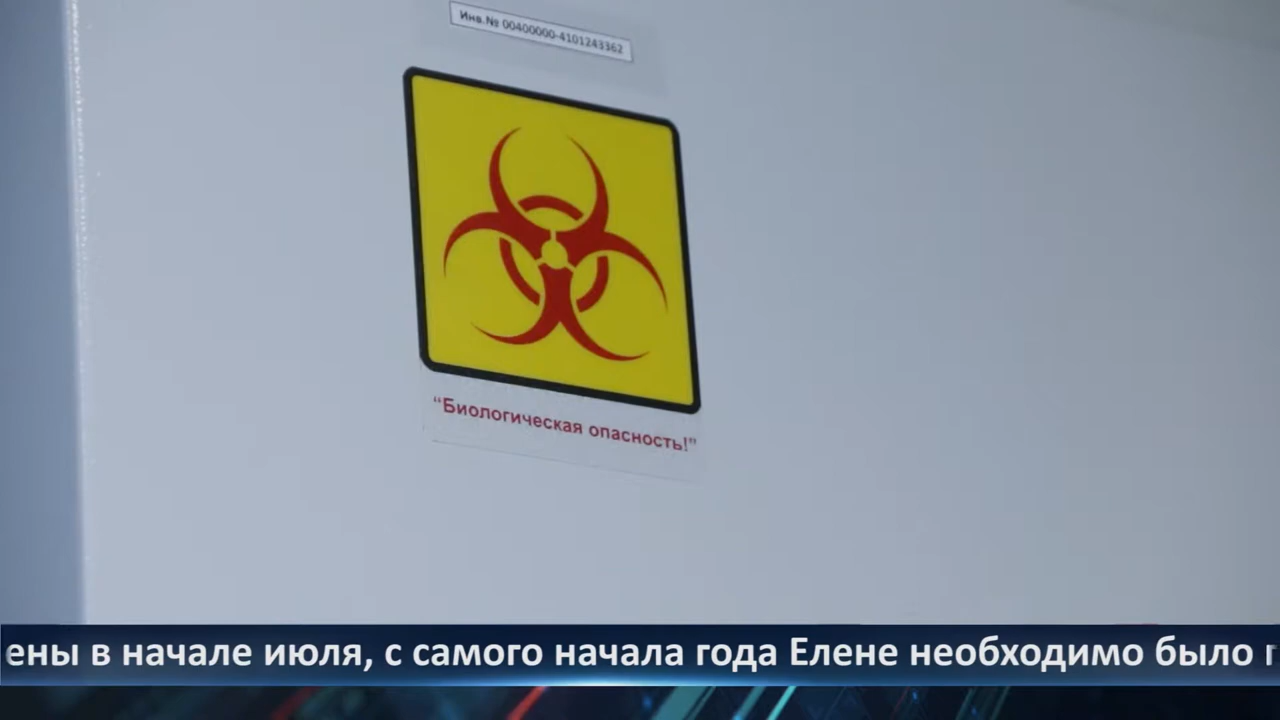 Инв.№ 00400000-4101243362
“Биологическая опасность!”
ены в начале июля, с самого начала года Елене необходимо было